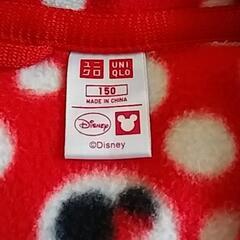 ユニクロ UNIQLO
150
MADE IN CHINA
Disney
©Disney